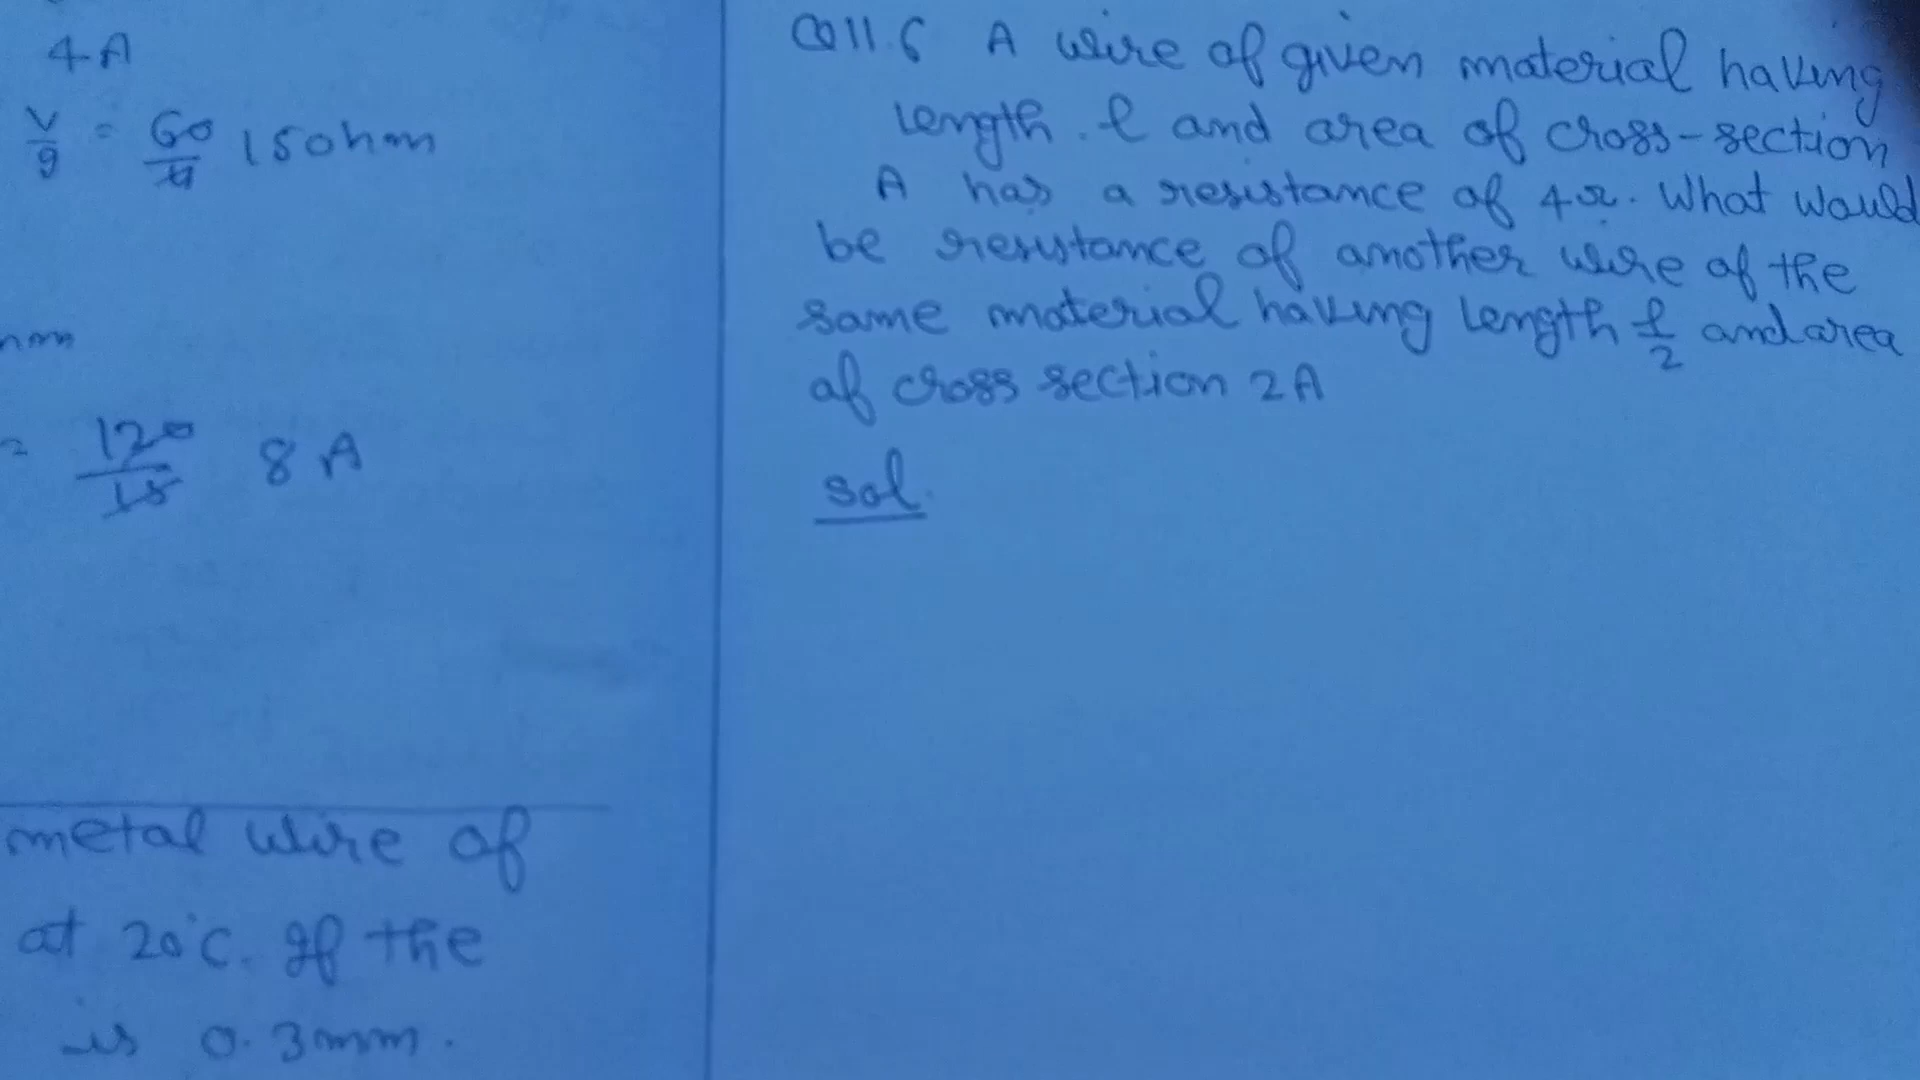 4A
V/9 = 60/4 15ohm
= 120/15 8 A
metal wire of
at 20°C. If the
is 0.3mm.
Q11.6 A wire of given material having
length l and area of cross-section
A has a resistance of 4Ω. What would
be resistance of another wire of the
same material having length l/2 and area
of cross section 2A
sol.